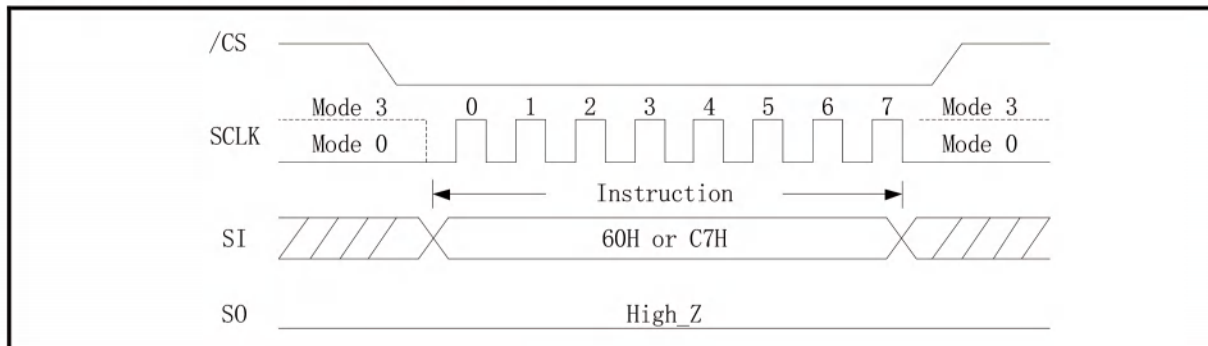 /CS
Mode 3 0 1 2 3 4 5 6 7 Mode 3
SCLK
Mode 0 Mode 0
Instruction
SI 60H or C7H
SO High_Z